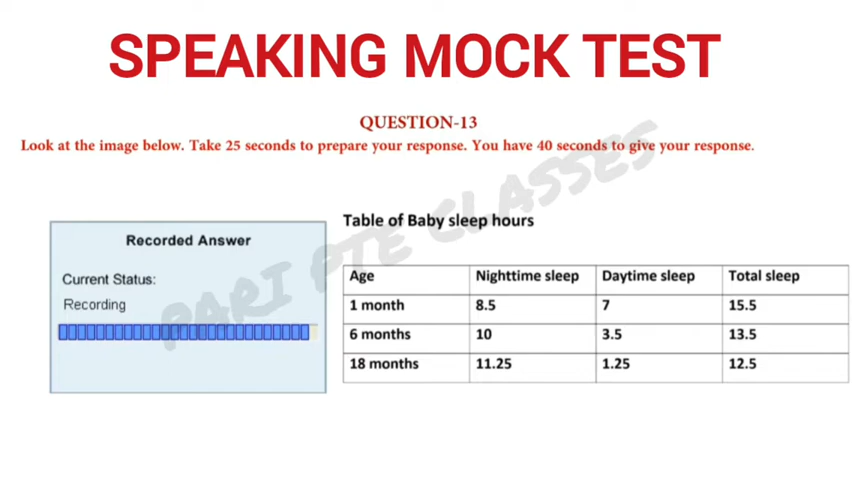 SPEAKING MOCK TEST
QUESTION-13
Look at the image below. Take 25 seconds to prepare your response. You have 40 seconds to give your response.
PARI PTE CLASSES
Recorded Answer
Current Status:
Recording
Table of Baby sleep hours
Age Nighttime sleep Daytime sleep Total sleep
1 month 8.5 7 15.5
6 months 10 3.5 13.5
18 months 11.25 1.25 12.5